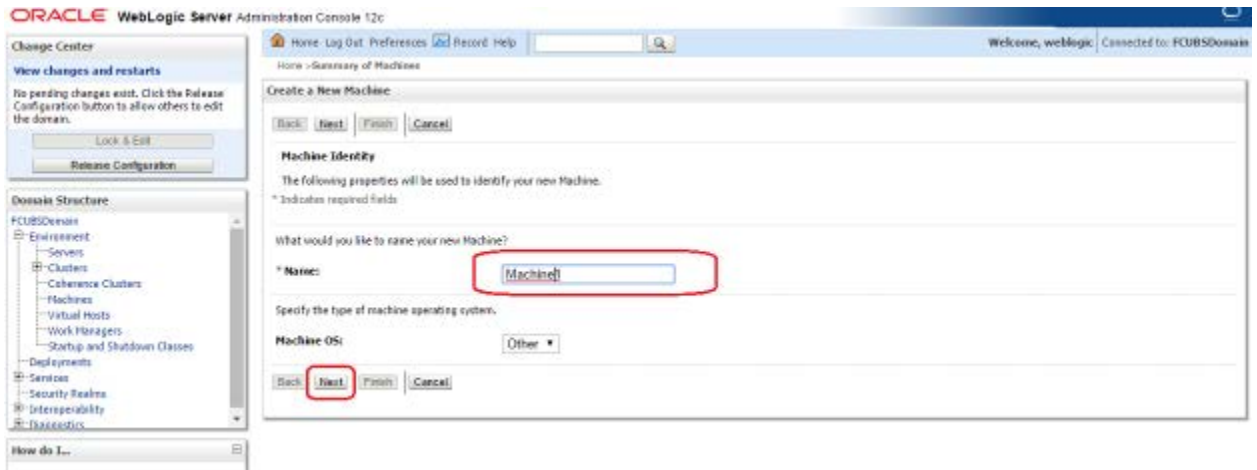 ORACLE WebLogic Server Administration Console 12c
Change Center
View changes and restarts
No pending changes exist. Click the Release
Configuration button to allow others to edit
the domain.
Lock & Edit
Release Configuration
Domain Structure
FCUBSDomain
Environment
Servers
Clusters
Coherence Clusters
Machines
Virtual Hosts
Work Managers
Startup and Shutdown Classes
Deployments
Services
Security Realms
Interoperability
Diagnostics
How do I...
Home Log Out Preferences Record Help
Welcome, weblogic Connected to: FCUBSDomain
Home >Summary of Machines
Create a New Machine
Back Next Finish Cancel
Machine Identity
The following properties will be used to identify your new Machine.
* Indicates required fields
What would you like to name your new Machine?
* Name: Machine1
Specify the type of machine operating system.
Machine OS: Other
Back Next Finish Cancel